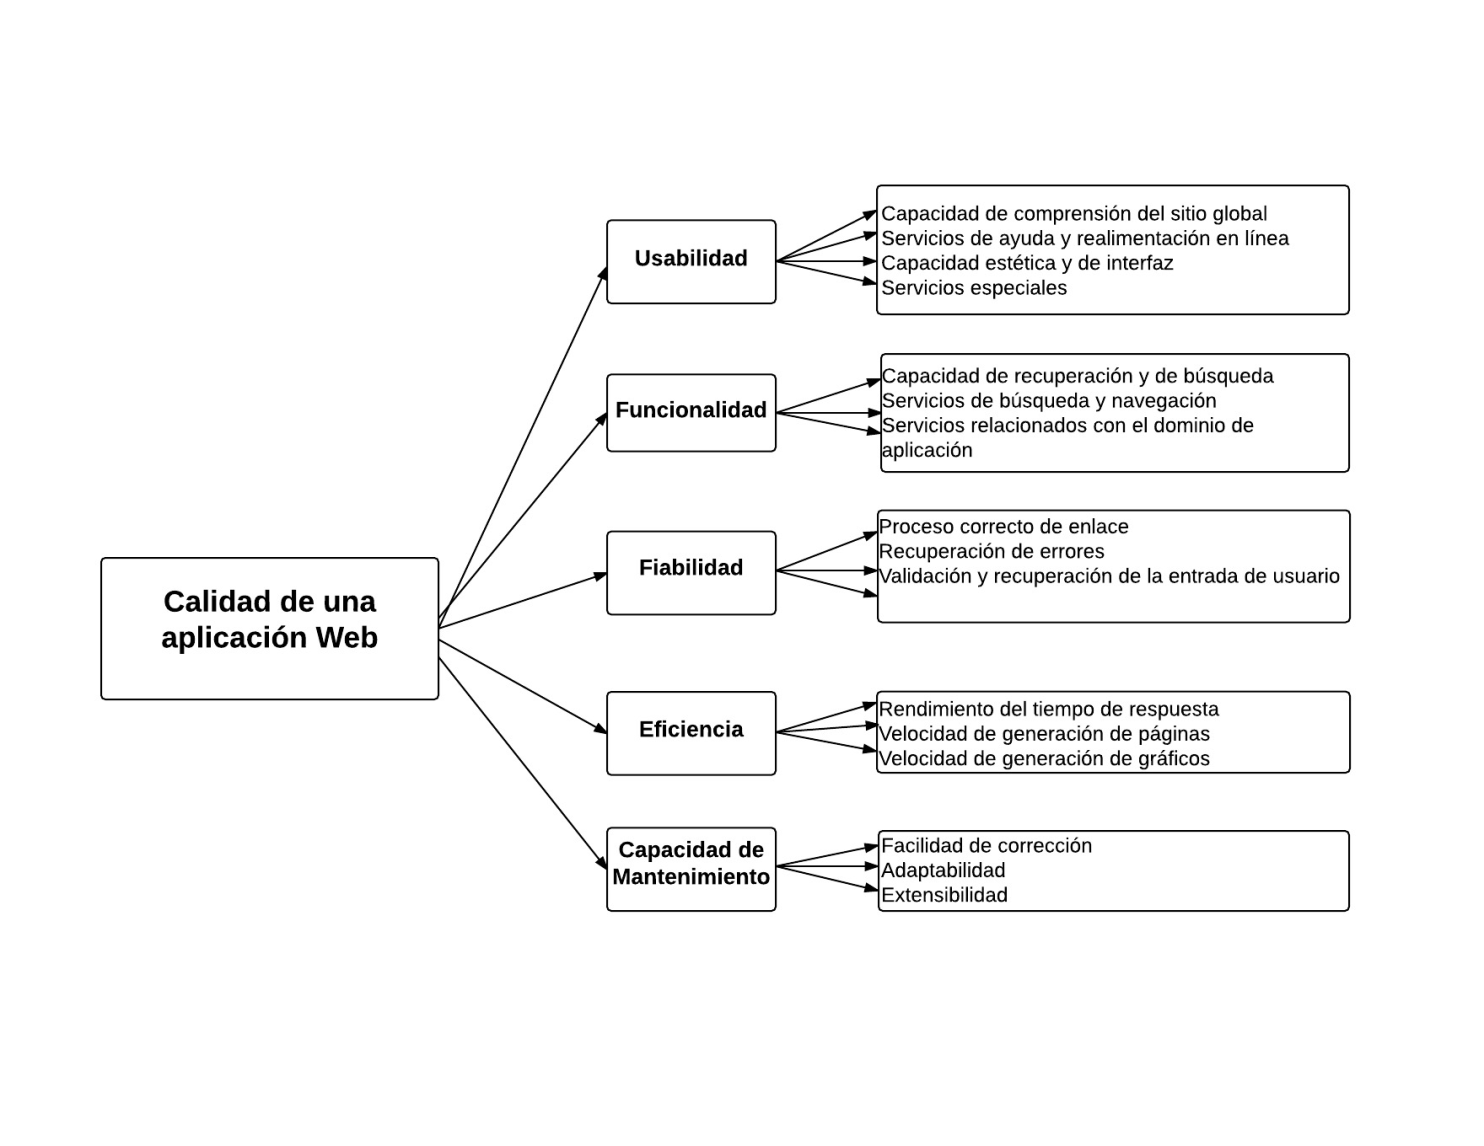 Calidad de una
aplicación Web
Usabilidad
Capacidad de comprensión del sitio global
Servicios de ayuda y realimentación en línea
Capacidad estética y de interfaz
Servicios especiales
Funcionalidad
Capacidad de recuperación y de búsqueda
Servicios de búsqueda y navegación
Servicios relacionados con el dominio de
aplicación
Fiabilidad
Proceso correcto de enlace
Recuperación de errores
Validación y recuperación de la entrada de usuario
Eficiencia
Rendimiento del tiempo de respuesta
Velocidad de generación de páginas
Velocidad de generación de gráficos
Capacidad de
Mantenimiento
Facilidad de corrección
Adaptabilidad
Extensibilidad